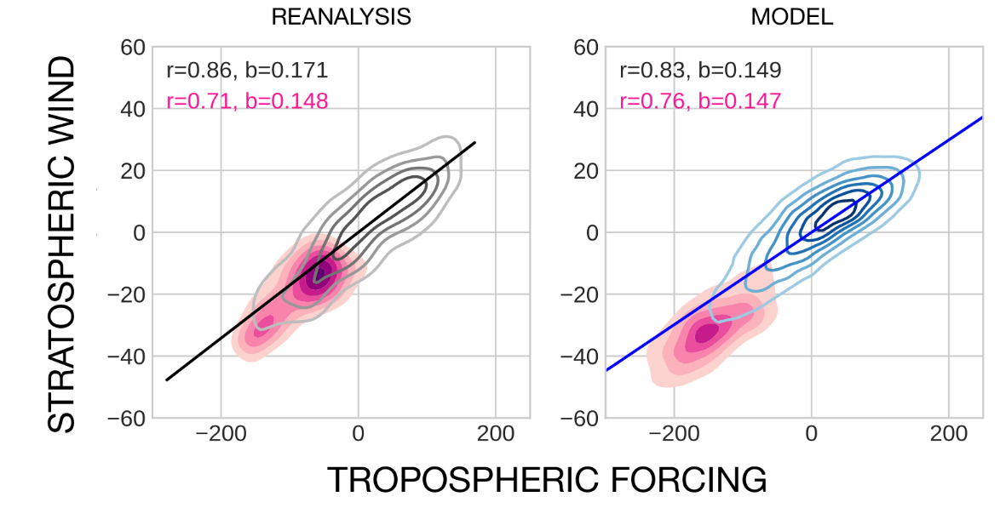 REANALYSIS
60
r=0.86, b=0.171
r=0.71, b=0.148
40
20
0
−20
−40
−60
−200
0
200
MODEL
60
r=0.83, b=0.149
r=0.76, b=0.147
40
20
0
−20
−40
−60
−200
0
200
STRATOSPHERIC WIND
TROPOSPHERIC FORCING